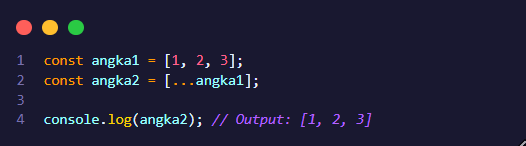 1 const angka1 = [1, 2, 3];
2 const angka2 = [...angka1];
3
4 console.log(angka2); // Output: [1, 2, 3]